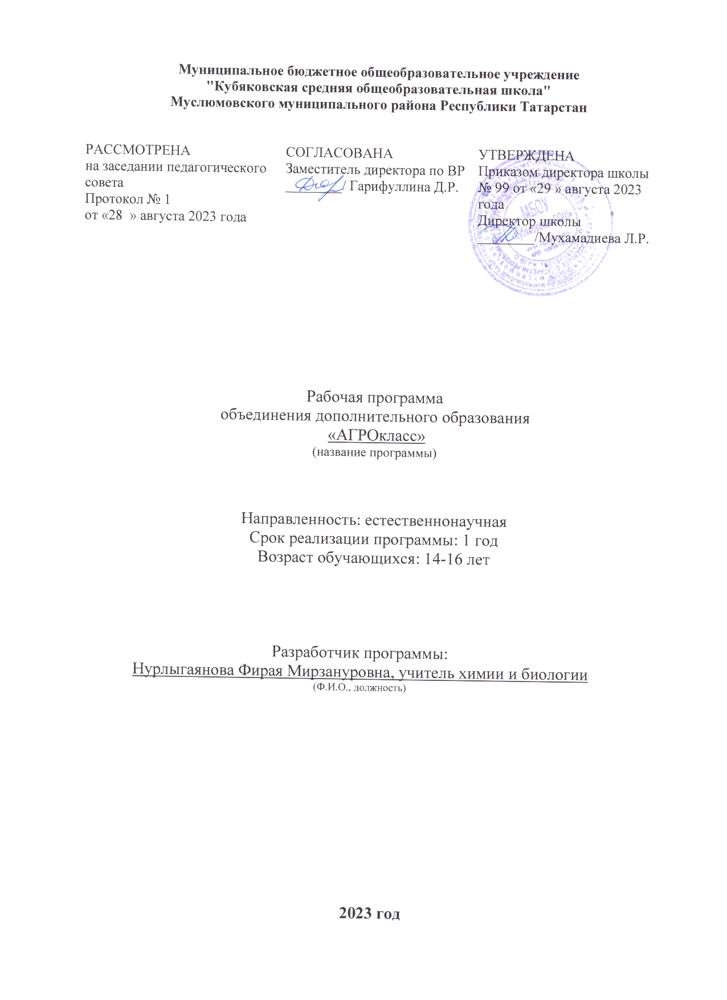 Муниципальное бюджетное общеобразовательное учреждение
"Кубяковская средняя общеобразовательная школа"
Муслюмовского муниципального района Республики Татарстан
РАССМОТРЕНА
на заседании педагогического
совета
Протокол № 1
от «28 » августа 2023 года
СОГЛАСОВАНА
Заместитель директора по ВР
________/ Гарифуллина Д.Р.
УТВЕРЖДЕНА
Приказом директора школы
№ 99 от «29 » августа 2023
года
Директор школы
________/Мухамадиева Л.Р.
МБОУ
Рабочая программа
объединения дополнительного образования
«АГРОкласс»
(название программы)
Направленность: естественнонаучная
Срок реализации программы: 1 год
Возраст обучающихся: 14-16 лет
Разработчик программы:
Нурлыгаянова Фирая Мирзануровна, учитель химии и биологии
(Ф.И.О., должность)
2023 год